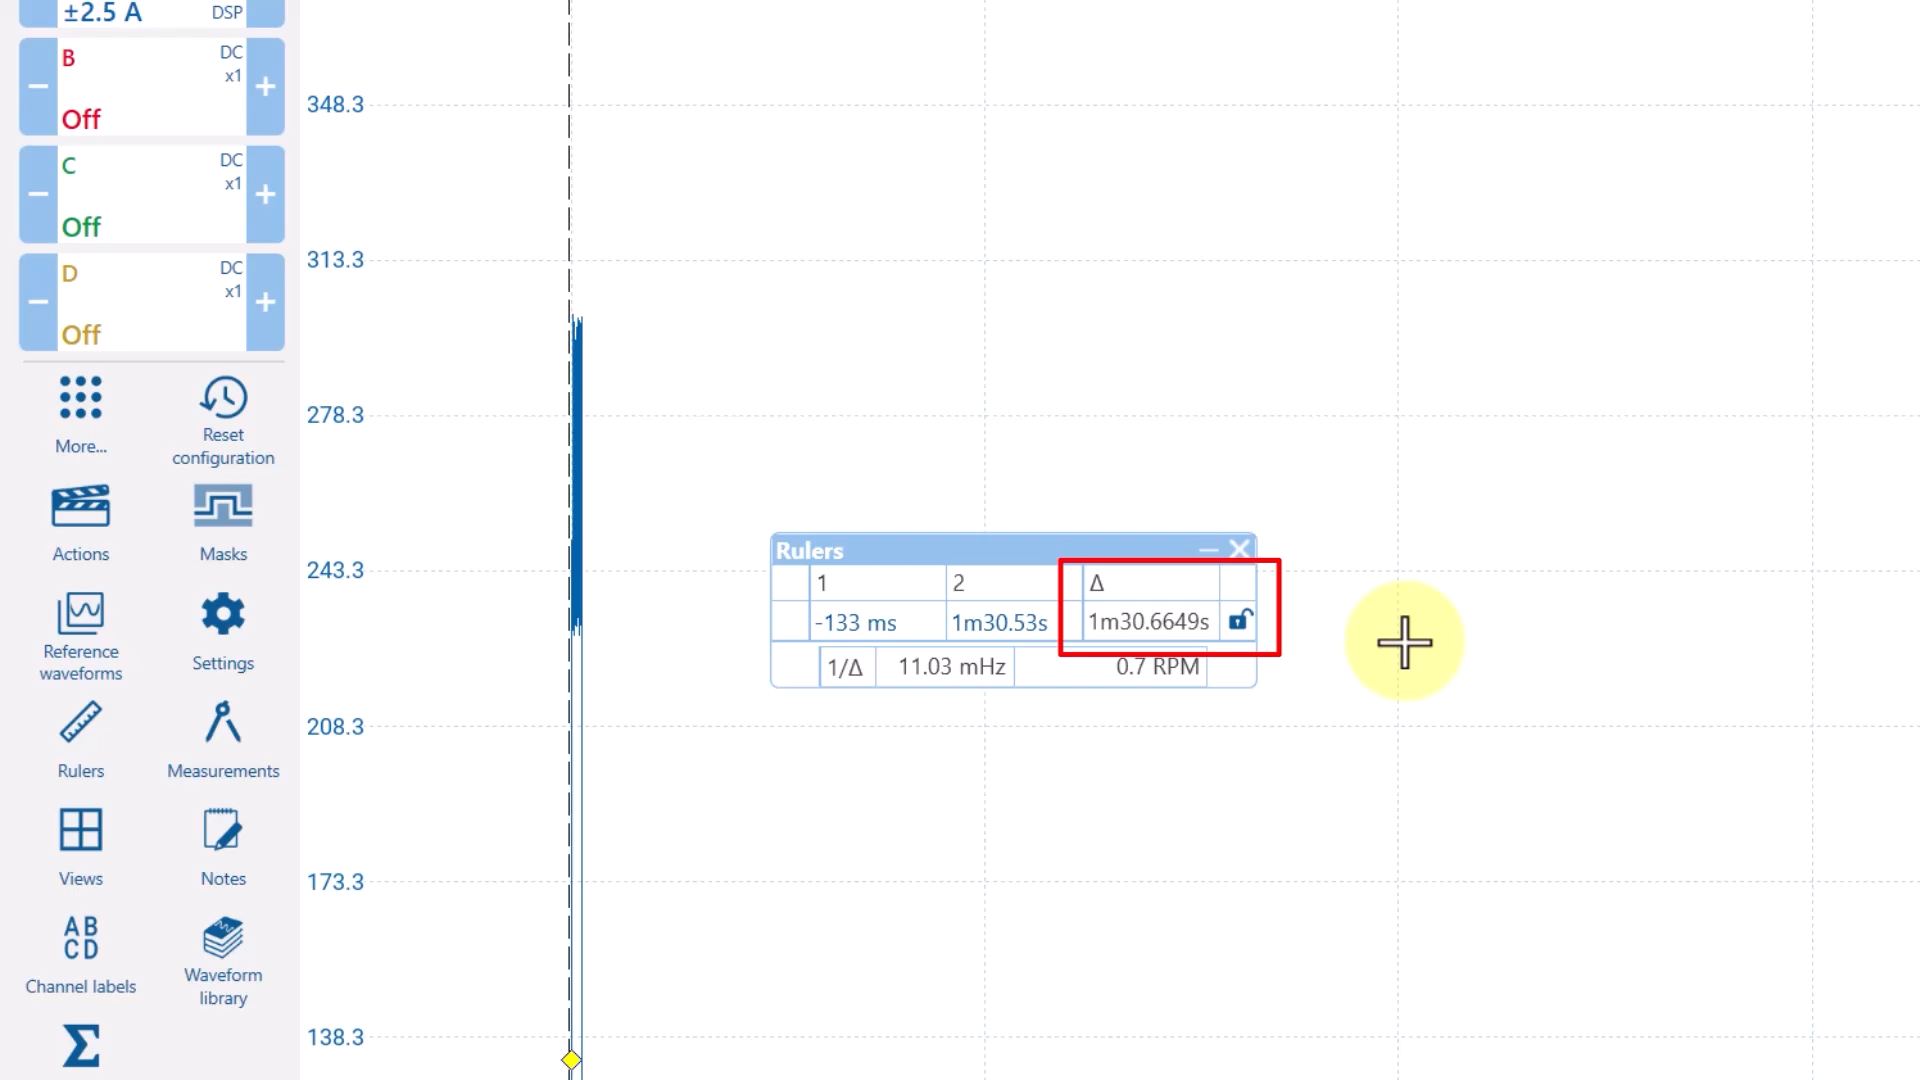 ±2.5 A DSP
B DC
x1
Off
C DC
x1
Off
D DC
x1
Off
More...
Reset
configuration
Actions
Masks
Reference
waveforms
Settings
Rulers
Measurements
Views
Notes
A B
C D
Channel labels
Waveform
library
348.3
313.3
278.3
243.3
208.3
173.3
138.3
Rulers
1 2 Δ
-133 ms 1m30.53s 1m30.6649s
1/Δ 11.03 mHz 0.7 RPM